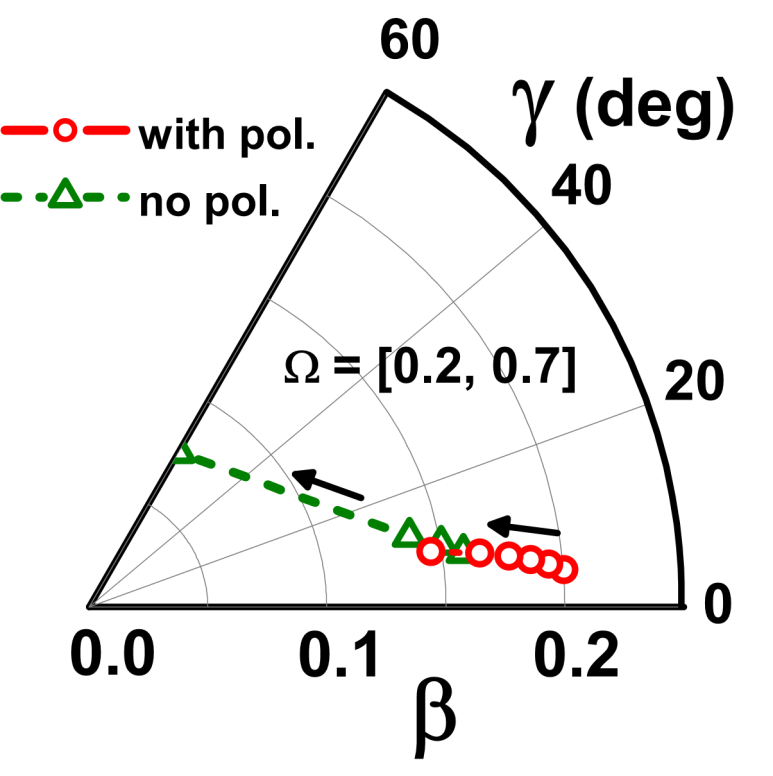 60
γ (deg)
with pol.
40
no pol.
Ω = [0.2, 0.7]
20
0
0.0
0.1
0.2
β